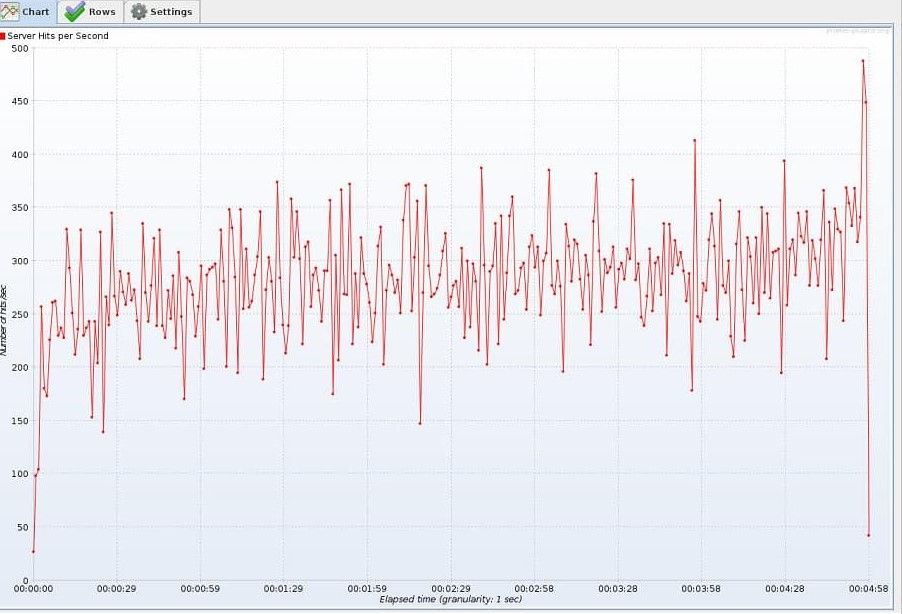 Chart Rows Settings
Server Hits per Second
500
450
400
350
300
250
200
150
100
50
0
Number of hits /sec
00:00:00 00:00:29 00:00:59 00:01:29 00:01:59 00:02:29 00:02:58 00:03:28 00:03:58 00:04:28 00:04:58
Elapsed time (granularity: 1 sec)